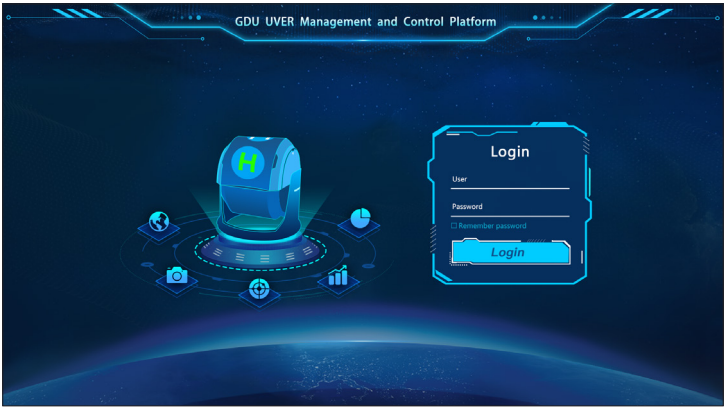 GDU UVER Management and Control Platform
H
Login
User
Password
Remember password
Login